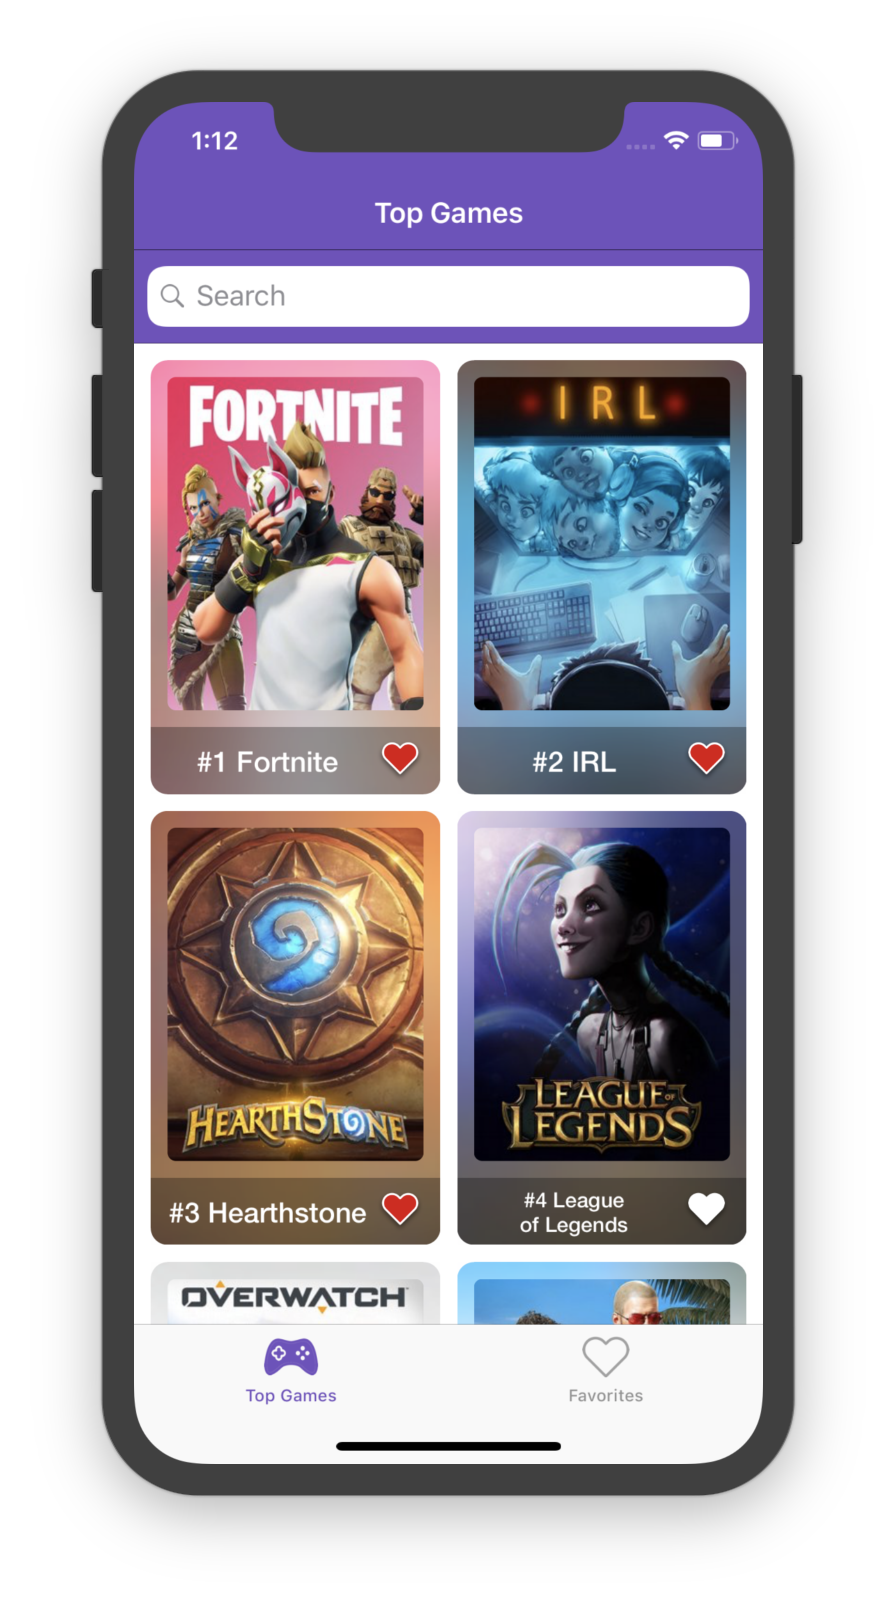 1:12
Top Games
Search
FORTNITE
IRL
#1 Fortnite
#2 IRL
HEARTHSTONE
LEAGUE OF
LEGENDS
#3 Hearthstone
#4 League
of Legends
OVERWATCH
Top Games
Favorites